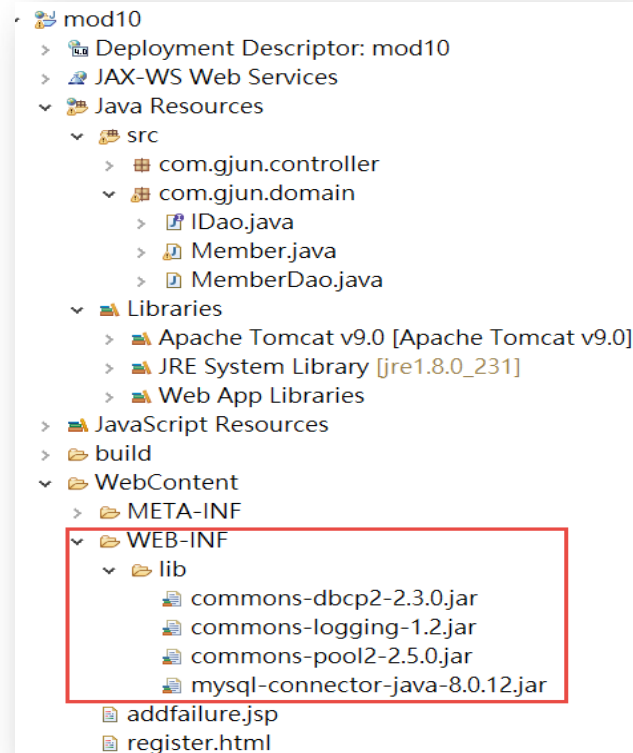 mod10
Deployment Descriptor: mod10
JAX-WS Web Services
Java Resources
src
com.gjun.controller
com.gjun.domain
IDao.java
Member.java
MemberDao.java
Libraries
Apache Tomcat v9.0 [Apache Tomcat v9.0]
JRE System Library [jre1.8.0_231]
Web App Libraries
JavaScript Resources
build
WebContent
META-INF
WEB-INF
lib
commons-dbcp2-2.3.0.jar
commons-logging-1.2.jar
commons-pool2-2.5.0.jar
mysql-connector-java-8.0.12.jar
addfailure.jsp
register.html